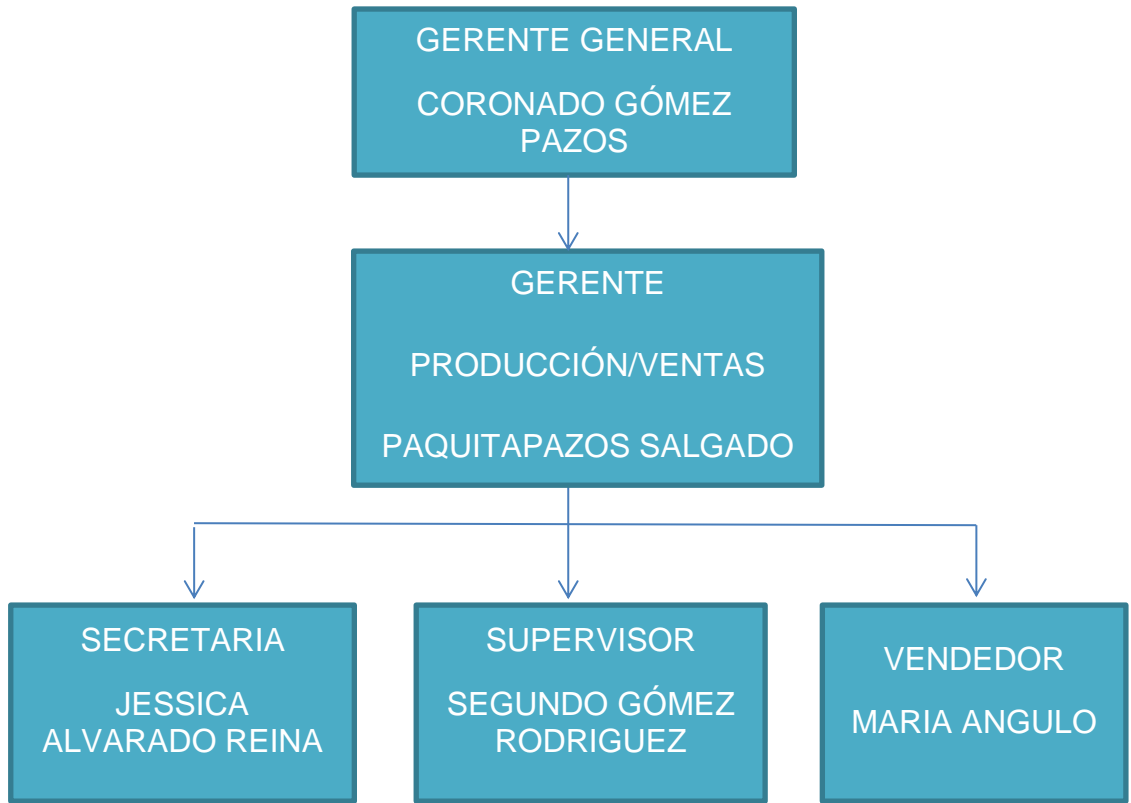 GERENTE GENERAL
CORONADO GÓMEZ
PAZOS
GERENTE
PRODUCCIÓN/VENTAS
PAQUITAPAZOS SALGADO
SECRETARIA
JESSICA
ALVARADO REINA
SUPERVISOR
SEGUNDO GÓMEZ
RODRIGUEZ
VENDEDOR
MARIA ANGULO